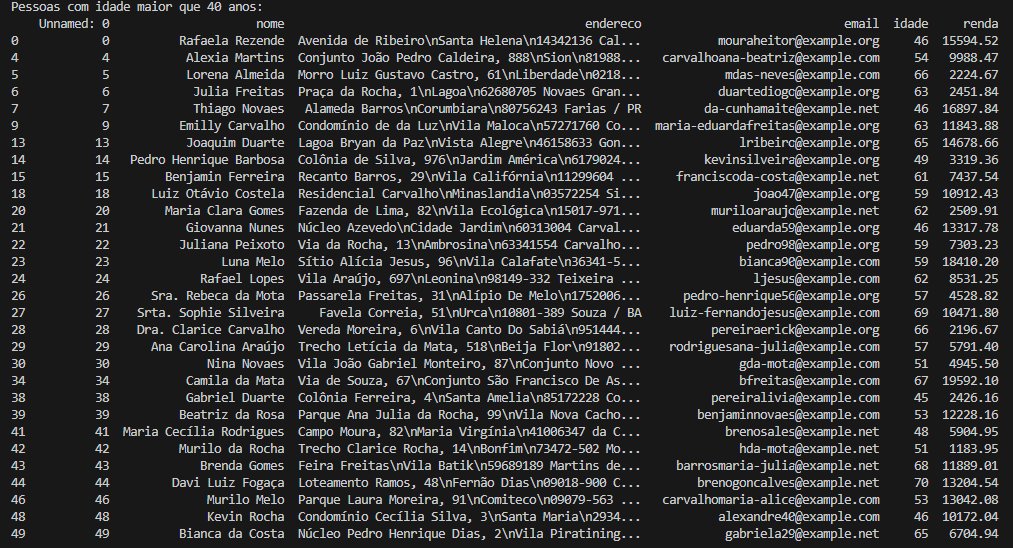 Pessoas com idade maior que 40 anos:
Unnamed: 0 nome endereco email idade renda
0 0 Rafaela Rezende Avenida de Ribeiro\nSanta Helena\n14342136 Cal... mouraheitor@example.org 46 15594.52
4 4 Alexia Martins Conjunto João Pedro Caldeira, 888\nSion\n81988... carvalhoana-beatriz@example.com 54 9988.47
5 5 Lorena Almeida Morro Luiz Gustavo Castro, 61\nLiberdade\n0218... mdas-neves@example.com 66 2224.67
6 6 Julia Freitas Praça da Rocha, 1\nLagoa\n62680705 Novaes Gran... duartediogo@example.org 63 2451.84
7 7 Thiago Novaes Alameda Barros\nCorumbiara\n80756243 Farias / PR da-cunhamaite@example.net 46 16897.84
9 9 Emilly Carvalho Condomínio de da Luz\nVila Maloca\n57271760 Co... maria-eduardafreitas@example.org 63 11843.88
13 13 Joaquim Duarte Lagoa Bryan da Paz\nVista Alegre\n46158633 Gon... lribeiro@example.org 65 14678.66
14 14 Pedro Henrique Barbosa Colônia de Silva, 976\nJardim América\n6179024... kevinsilveira@example.org 49 3319.36
15 15 Benjamin Ferreira Recanto Barros, 29\nVila Califórnia\n11299604 ... franciscoda-costa@example.net 61 7437.54
18 18 Luiz Otávio Costela Residencial Carvalho\nMinaslandia\n03572254 Si... joao47@example.org 59 10912.43
20 20 Maria Clara Gomes Fazenda de Lima, 82\nVila Ecológica\n15017-971... muriloaraujo@example.net 62 2509.91
21 21 Giovanna Nunes Núcleo Azevedo\nCidade Jardim\n60313004 Carval... eduarda59@example.org 46 13317.78
22 22 Juliana Peixoto Via da Rocha, 13\nAmbrosina\n63341554 Carvalho... pedro98@example.org 59 7303.23
23 23 Luna Melo Sítio Alícia Jesus, 96\nVila Calafate\n36341-5... bianca90@example.com 59 18410.20
24 24 Rafael Lopes Vila Araújo, 697\nLeonina\n98149-332 Teixeira ... ljesus@example.com 62 8531.25
26 26 Sra. Rebeca da Mota Passarela Freitas, 31\nAlípio De Melo\n1752006... pedro-henrique56@example.org 57 4528.82
27 27 Srta. Sophie Silveira Favela Correia, 51\nUrca\n10801-389 Souza / BA luiz-fernandojesus@example.com 69 10471.80
28 28 Dra. Clarice Carvalho Vereda Moreira, 6\nVila Canto Do Sabiá\n951444... pereiraerick@example.org 66 2196.67
29 29 Ana Carolina Araújo Trecho Letícia da Mata, 518\nBeija Flor\n91802... rodriguesana-julia@example.com 57 5791.40
30 30 Nina Novaes Vila João Gabriel Monteiro, 87\nConjunto Novo ... gda-mota@example.com 51 4945.50
34 34 Camila da Mata Via de Souza, 67\nConjunto São Francisco De As... bfreitas@example.com 67 19592.10
38 38 Gabriel Duarte Colônia Ferreira, 4\nSanta Amelia\n85172228 Co... pereiralivia@example.com 45 2426.16
39 39 Beatriz da Rosa Parque Ana Julia da Rocha, 99\nVila Nova Cacho... benjaminnovaes@example.com 53 12228.16
41 41 Maria Cecília Rodrigues Campo Moura, 82\nMaria Virgínia\n41006347 da C... brenosales@example.net 48 5904.95
42 42 Murilo da Rocha Trecho Clarice Rocha, 14\nBonfim\n73472-502 Mo... hda-mota@example.net 51 1183.95
43 43 Brenda Gomes Feira Freitas\nVila Batik\n59689189 Martins de... barrosmaria-julia@example.net 68 11889.01
44 44 Davi Luiz Fogaça Loteamento Ramos, 48\nFernão Dias\n09018-900 C... brenogoncalves@example.net 70 13204.54
46 46 Murilo Melo Parque Laura Moreira, 91\nComiteco\n09079-563 ... carvalhomaria-alice@example.com 53 13042.08
48 48 Kevin Rocha Condomínio Cecília Silva, 3\nSanta Maria\n2934... alexandre40@example.com 46 10172.04
49 49 Bianca da Costa Núcleo Pedro Henrique Dias, 2\nVila Piratining... gabriela29@example.com 65 6704.94